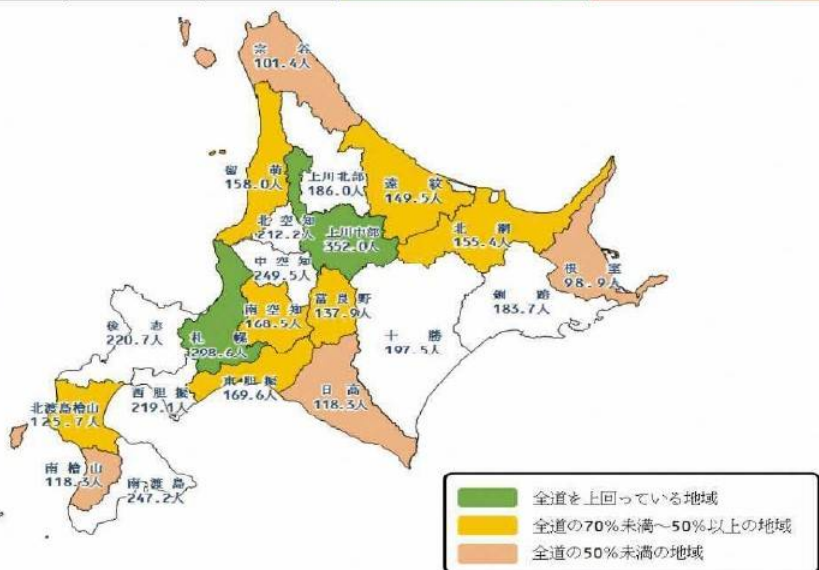 宗谷
101.4人
留萌
158.0人
上川北部
186.0人
遠紋
149.5人
北空知
212.2人
上川中部
352.0人
北網
155.4人
中空知
249.5人
根室
98.9人
釧路
183.7人
南空知
168.5人
富良野
137.9人
後志
220.7人
札幌
298.6人
十勝
197.5人
西胆振
219.1人
東胆振
169.6人
日高
118.3人
北渡島檜山
125.7人
南檜山
118.3人
南渡島
247.2人
全道を上回っている地域
全道の70%未満~50%以上の地域
全道の50%未満の地域